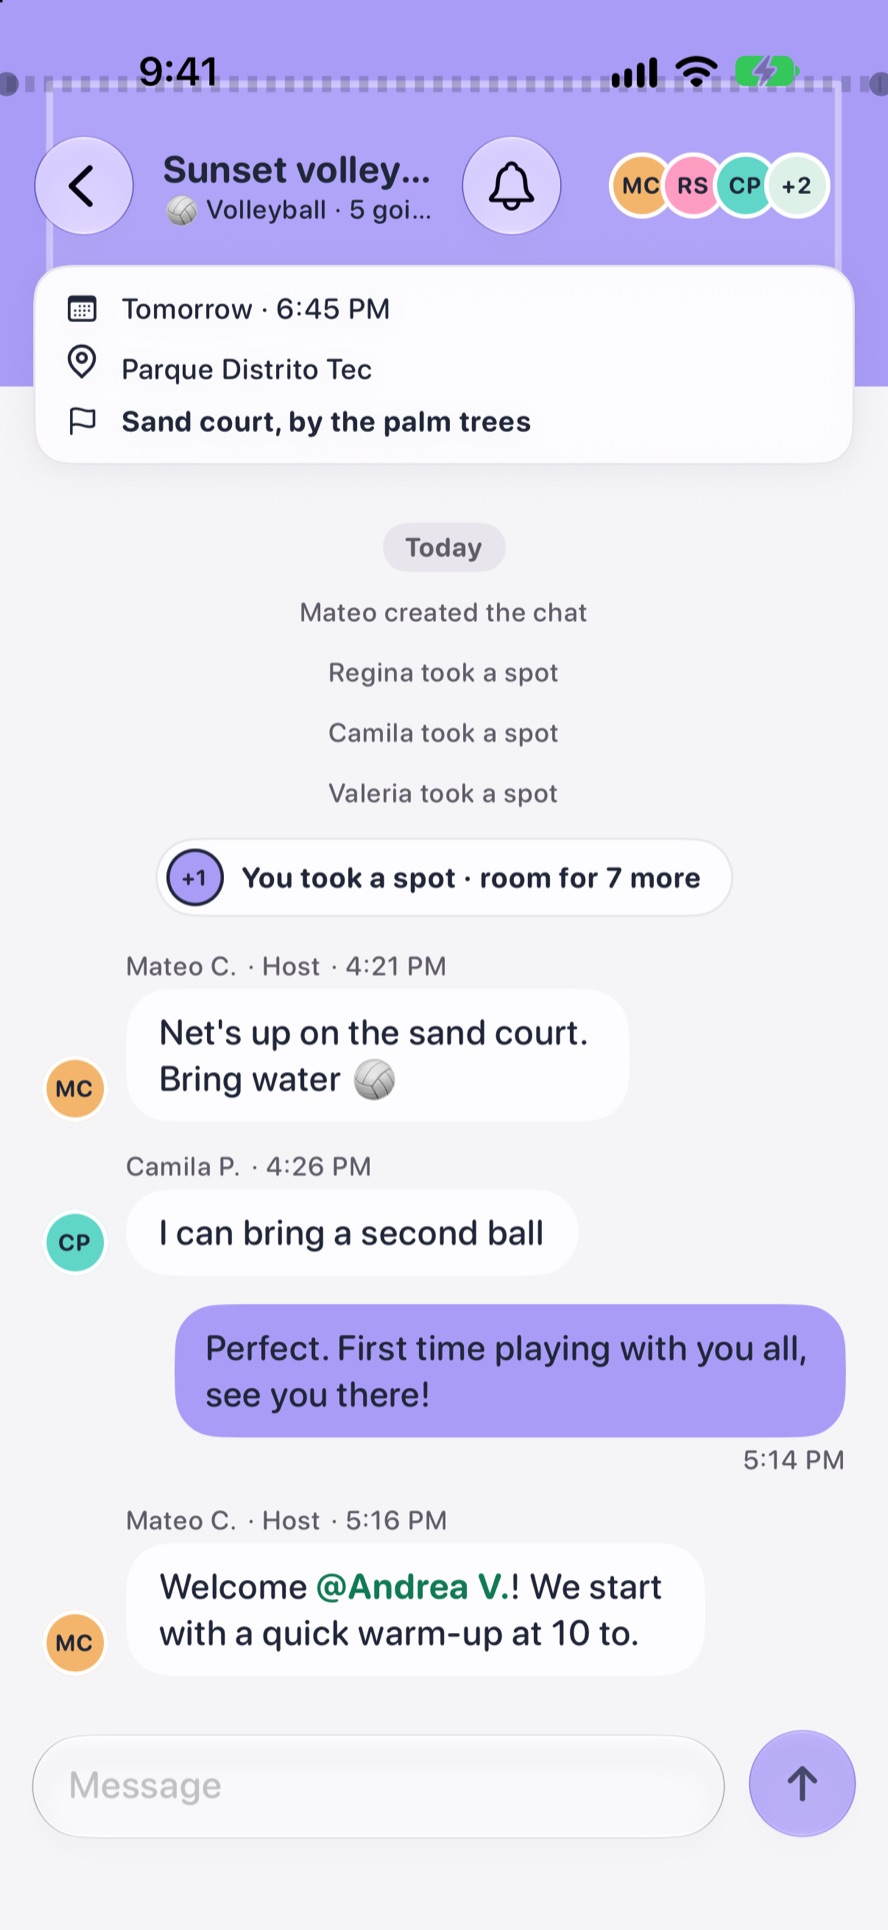 9:41
Sunset volley...
Volleyball · 5 goi...
MC RS CP +2
Tomorrow · 6:45 PM
Parque Distrito Tec
Sand court, by the palm trees
Today
Mateo created the chat
Regina took a spot
Camila took a spot
Valeria took a spot
+1 You took a spot · room for 7 more
Mateo C. · Host · 4:21 PM
Net's up on the sand court.
Bring water
MC
Camila P. · 4:26 PM
I can bring a second ball
CP
Perfect. First time playing with you all,
see you there!
5:14 PM
Mateo C. · Host · 5:16 PM
Welcome @Andrea V.! We start
with a quick warm-up at 10 to.
MC
Message